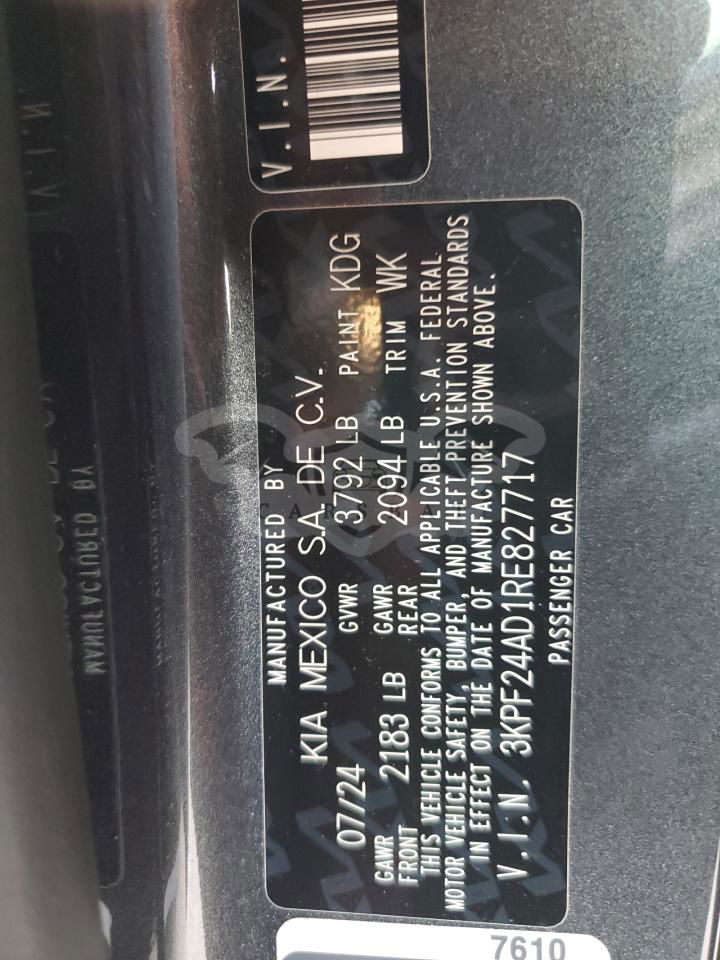 V.I.N.
MANUFACTURED BY
KIA MEXICO S.A. DE C.V.
07/24 GVWR 3792 LB PAINT KDG
GAWR FRONT 2183 LB GAWR REAR 2094 LB TRIM WK
THIS VEHICLE CONFORMS TO ALL APPLICABLE U.S.A. FEDERAL
MOTOR VEHICLE SAFETY, BUMPER AND THEFT PREVENTION STANDARDS
IN EFFECT ON THE DATE OF MANUFACTURE SHOWN ABOVE.
V.I.N. 3KPF24AD1RE827717
PASSENGER CAR
7610